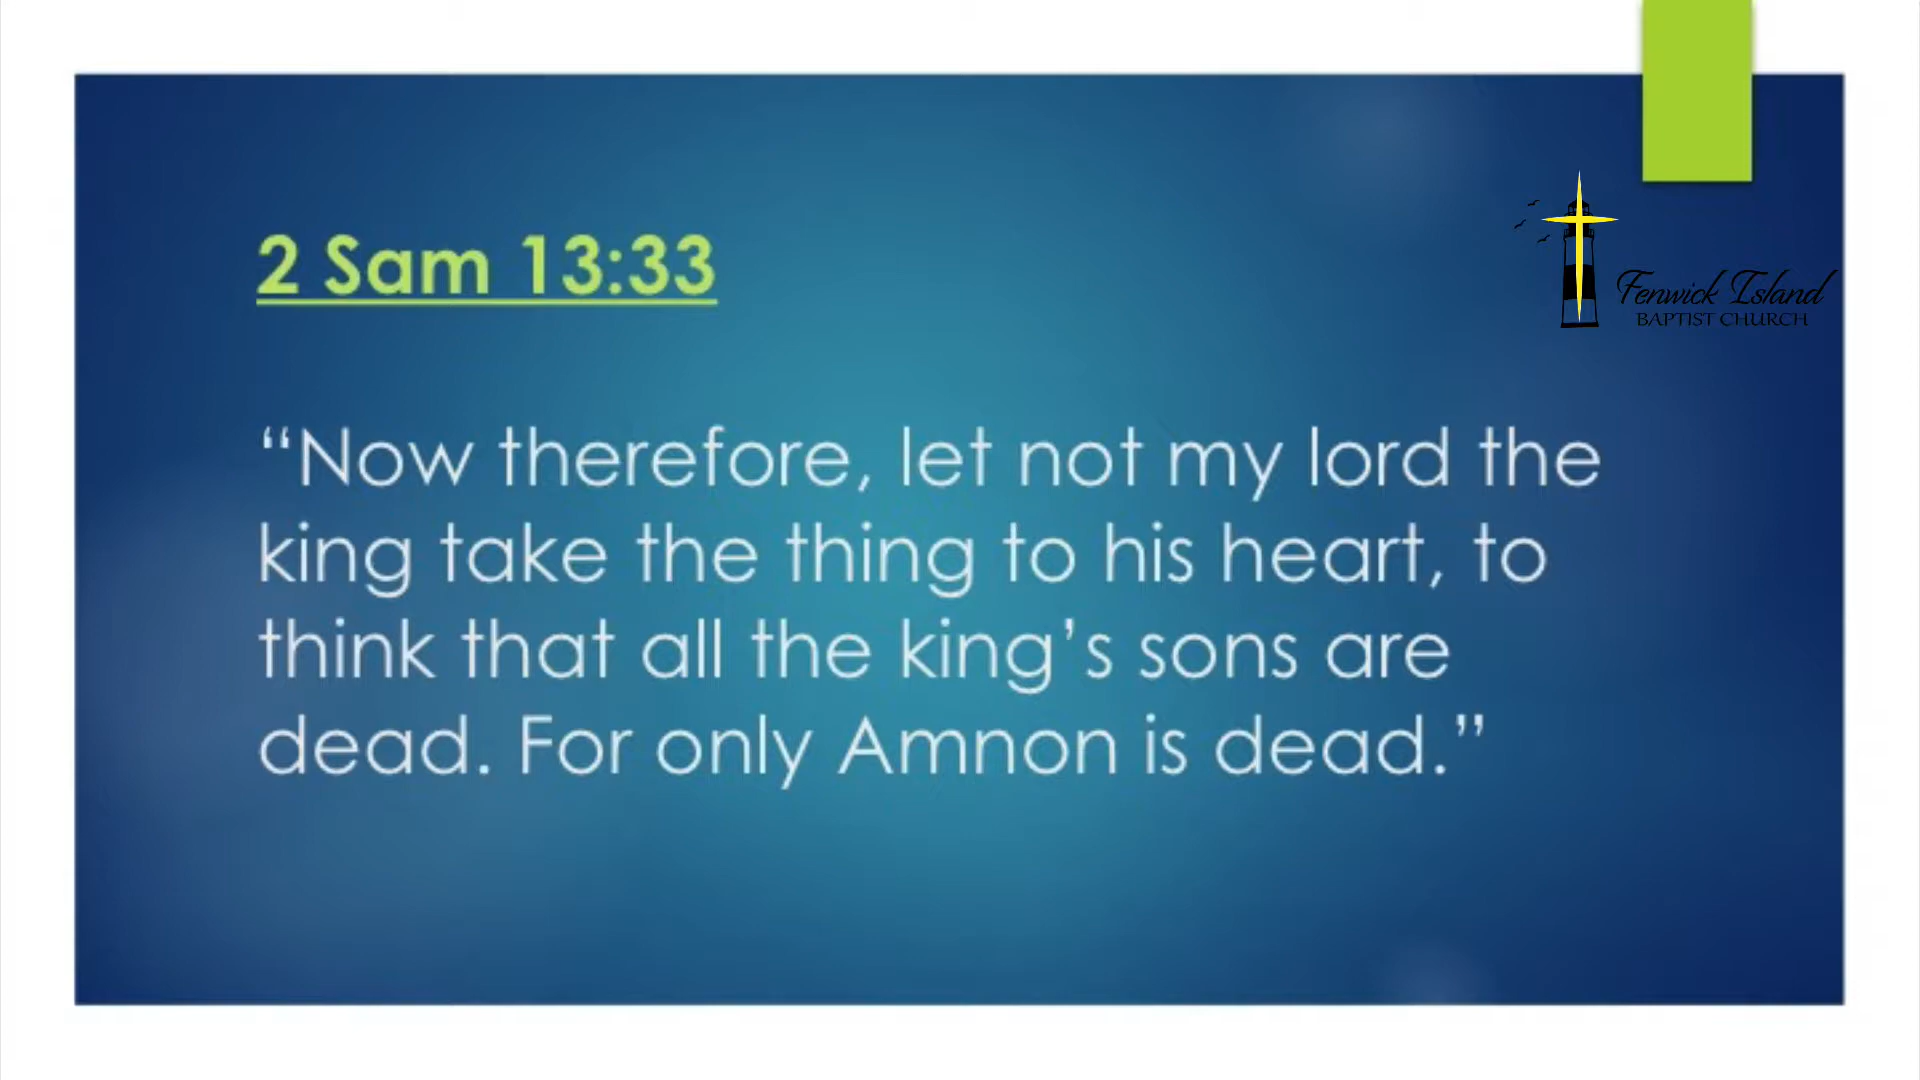 2 Sam 13:33
Fenwick Island
BAPTIST CHURCH
“Now therefore, let not my lord the
king take the thing to his heart, to
think that all the king’s sons are
dead. For only Amnon is dead.”